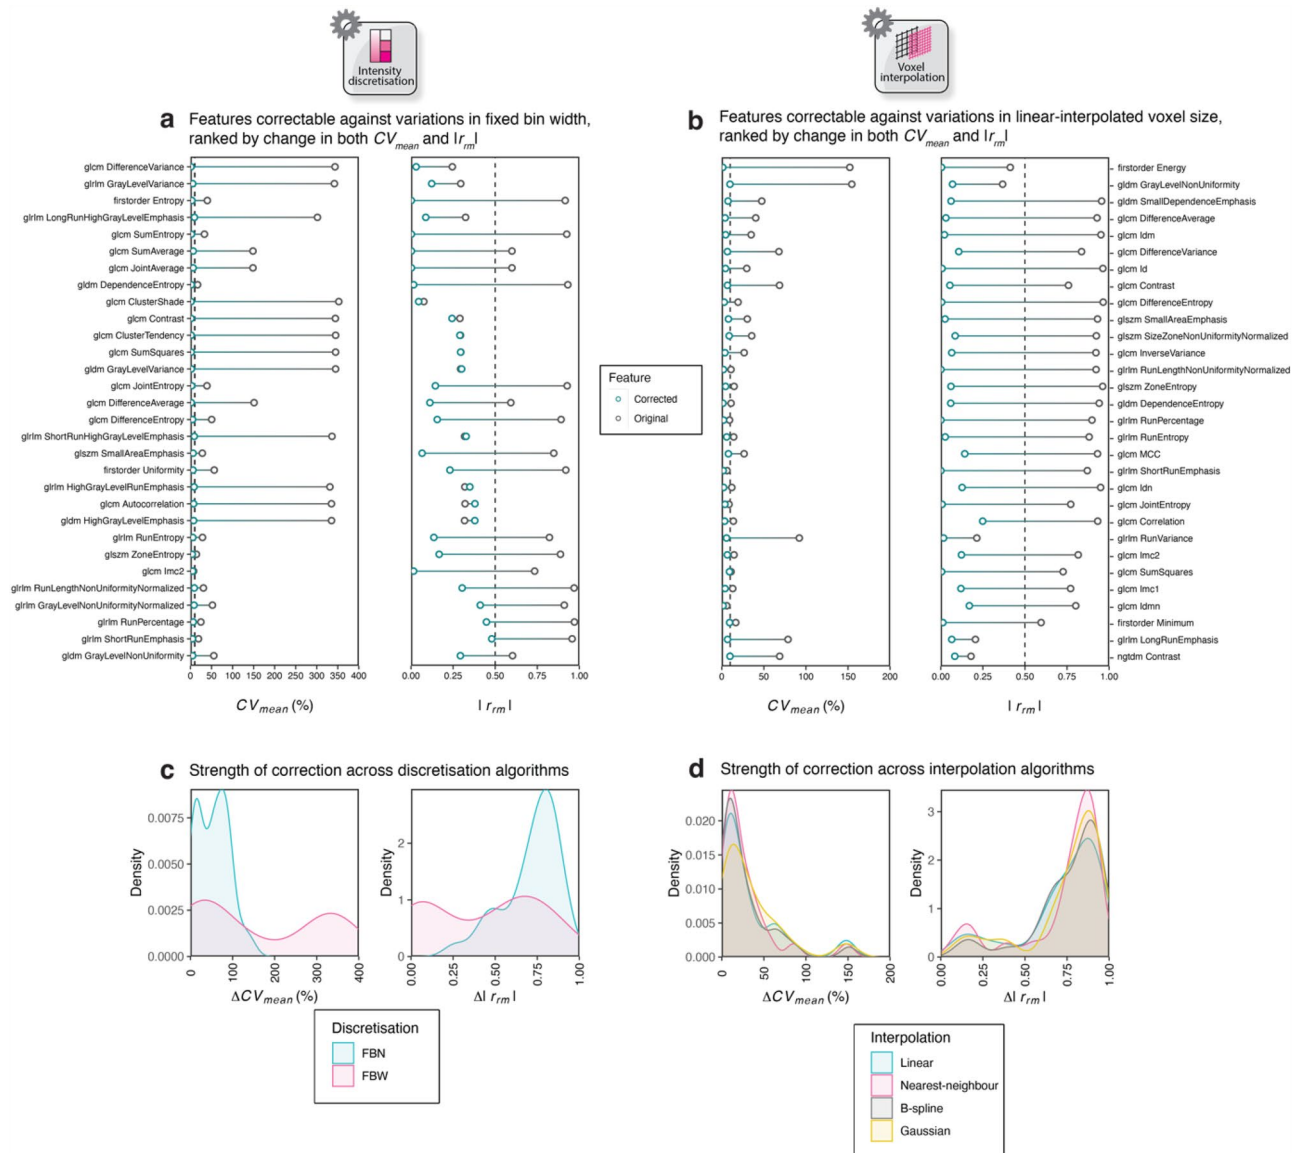 Intensity
discretisation
Voxel
interpolation
a Features correctable against variations in fixed bin width,
ranked by change in both CVmean and |rrm|
glcm DifferenceVariance
glrlm GrayLevelVariance
firstorder Entropy
glrlm LongRunHighGrayLevelEmphasis
glcm SumEntropy
glcm SumAverage
glcm JointAverage
gldm DependenceEntropy
glcm ClusterShade
glcm Contrast
glcm ClusterTendency
glcm SumSquares
gldm GrayLevelVariance
glcm JointEntropy
glcm DifferenceAverage
glcm DifferenceEntropy
glrlm ShortRunHighGrayLevelEmphasis
glszm SmallAreaEmphasis
firstorder Uniformity
glrlm HighGrayLevelRunEmphasis
glcm Autocorrelation
gldm HighGrayLevelEmphasis
glrlm RunEntropy
glszm ZoneEntropy
glcm Imc2
glrlm RunLengthNonUniformityNormalized
glrlm GrayLevelNonUniformityNormalized
glrlm RunPercentage
glrlm ShortRunEmphasis
gldm GrayLevelNonUniformity
0 50 100 150 200 250 300 350 400
CVmean (%)
0.00 0.25 0.50 0.75 1.00
| rrm |
Feature
Corrected
Original
b Features correctable against variations in linear-interpolated voxel size,
ranked by change in both CVmean and |rrm|
firstorder Energy
gldm GrayLevelNonUniformity
gldm SmallDependenceEmphasis
glcm DifferenceAverage
glcm Idm
glcm DifferenceVariance
glcm Id
glcm Contrast
glcm DifferenceEntropy
glszm SmallAreaEmphasis
glszm SizeZoneNonUniformityNormalized
glcm InverseVariance
glrlm RunLengthNonUniformityNormalized
glszm ZoneEntropy
gldm DependenceEntropy
glrlm RunPercentage
glrlm RunEntropy
glcm MCC
glrlm ShortRunEmphasis
glcm Idn
glcm JointEntropy
glcm Correlation
glrlm RunVariance
glcm Imc2
glcm SumSquares
glcm Imc1
glcm Idmn
firstorder Minimum
glrlm LongRunEmphasis
ngtdm Contrast
0 50 100 150 200
CVmean (%)
0.00 0.25 0.50 0.75 1.00
| rrm |
c Strength of correction across discretisation algorithms
Density
0.0075
0.0050
0.0025
0.0000
0 100 200 300 400
ΔCVmean (%)
Density
2
1
0
0.00 0.25 0.50 0.75 1.00
Δ| rrm |
Discretisation
FBN
FBW
d Strength of correction across interpolation algorithms
Density
0.020
0.015
0.010
0.005
0.000
0 50 100 150 200
ΔCVmean (%)
Density
3
2
1
0
0.00 0.25 0.50 0.75 1.00
Δ| rrm |
Interpolation
Linear
Nearest-neighbour
B-spline
Gaussian